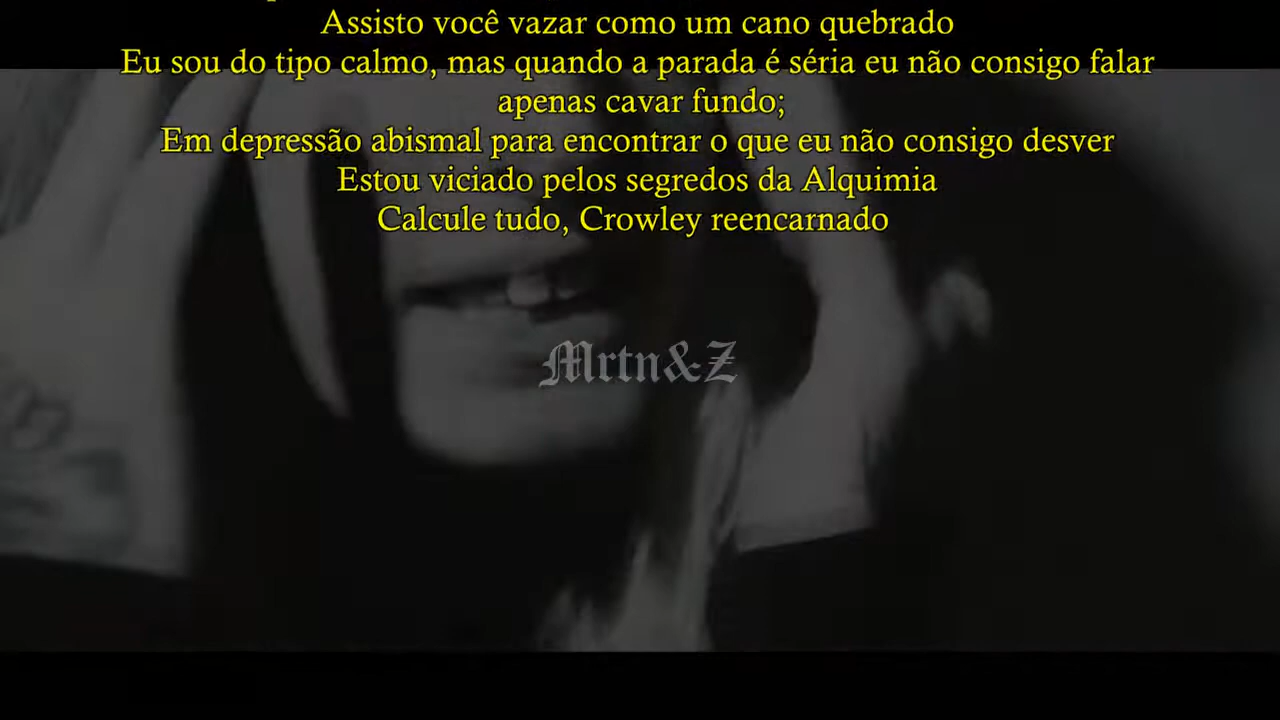 Assisto você vazar como um cano quebrado
Eu sou do tipo calmo, mas quando a parada é séria eu não consigo falar
apenas cavar fundo;
Em depressão abismal para encontrar o que eu não consigo desver
Estou viciado pelos segredos da Alquimia
Calcule tudo, Crowley reencarnado
Mrtn&Z